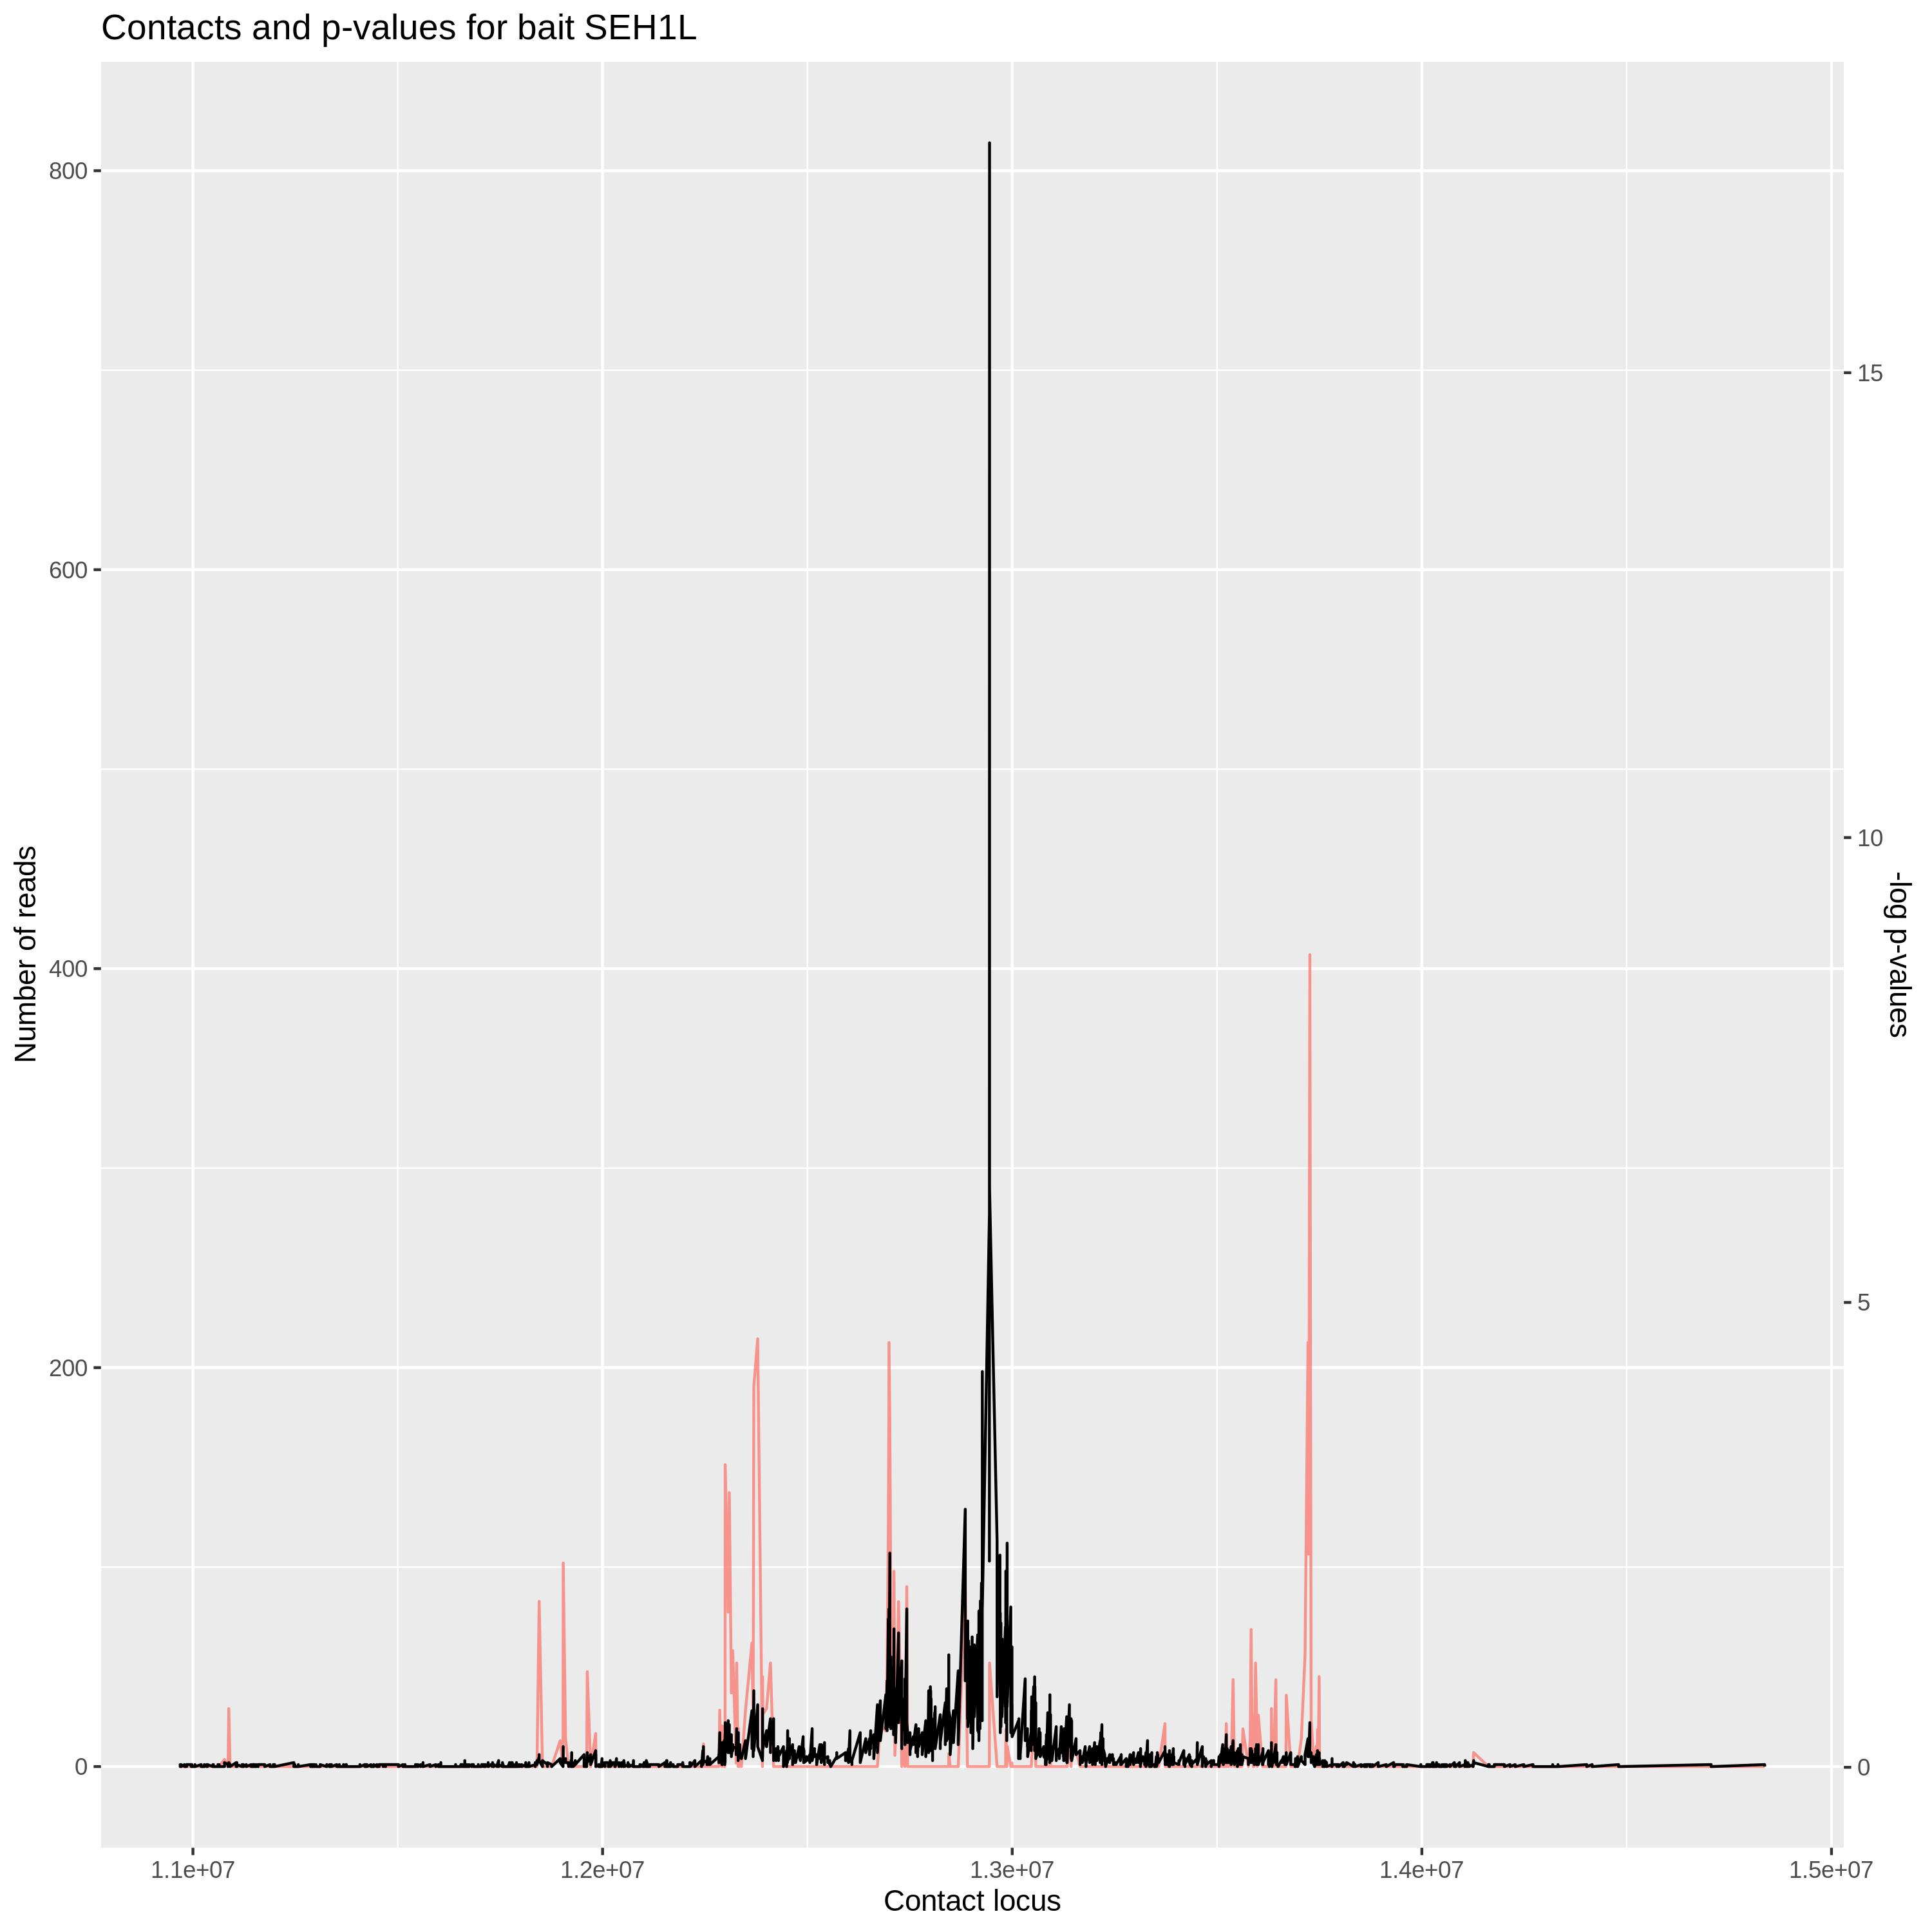 Contacts and p-values for bait SEH1L
800
600
400
200
0
Number of reads
15
10
5
0
-log p-values
1.1e+07
1.2e+07
1.3e+07
1.4e+07
1.5e+07
Contact locus